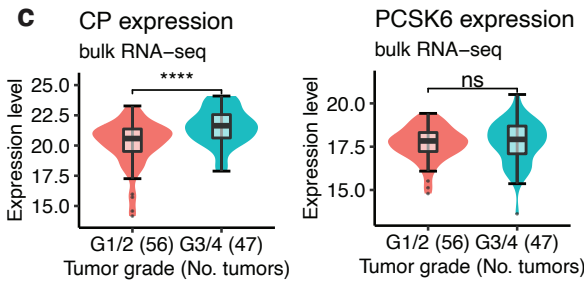 c
CP expression
bulk RNA−seq
Expression level
25.0
22.5
20.0
17.5
15.0
****
G1/2 (56) G3/4 (47)
Tumor grade (No. tumors)
PCSK6 expression
bulk RNA−seq
Expression level
20.0
17.5
15.0
ns
G1/2 (56) G3/4 (47)
Tumor grade (No. tumors)